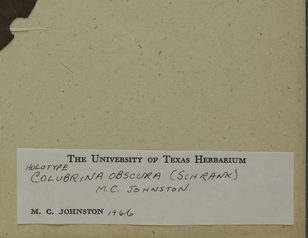 THE UNIVERSITY OF TEXAS HERBARIUM
HOLOTYPE
COLUBRINA OBSCURA (SCHRANK)
M.C. JOHNSTON.
M. C. JOHNSTON 1966